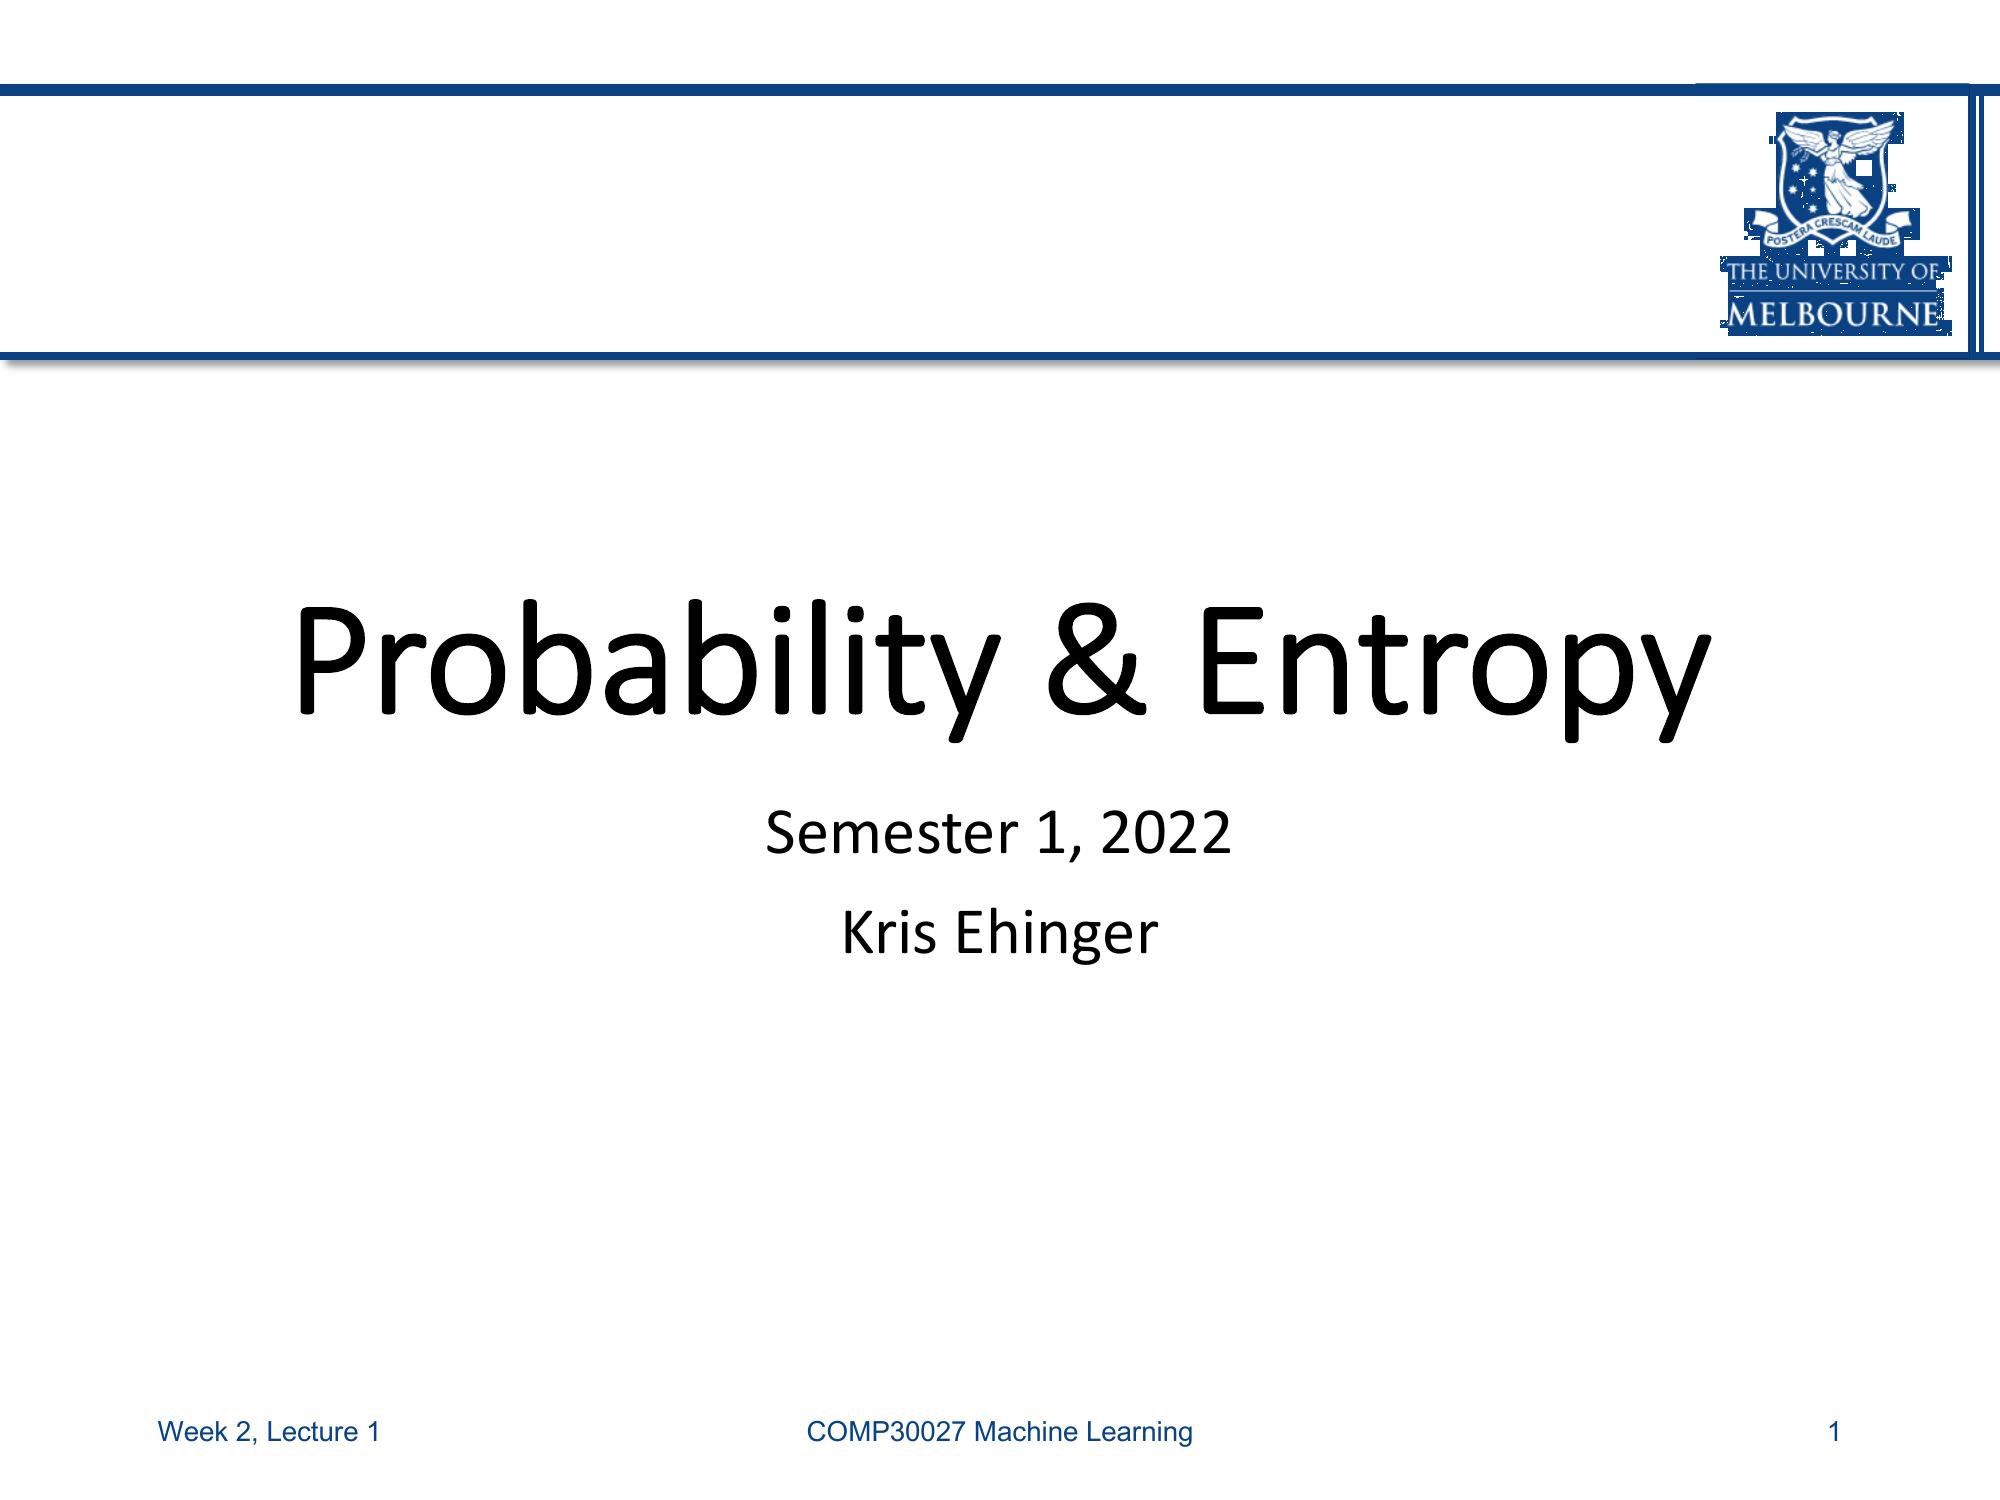 POSTERA CRESCAM LAUDE
THE UNIVERSITY OF
MELBOURNE
Probability & Entropy
Semester 1, 2022
Kris Ehinger
Week 2, Lecture 1
COMP30027 Machine Learning
1